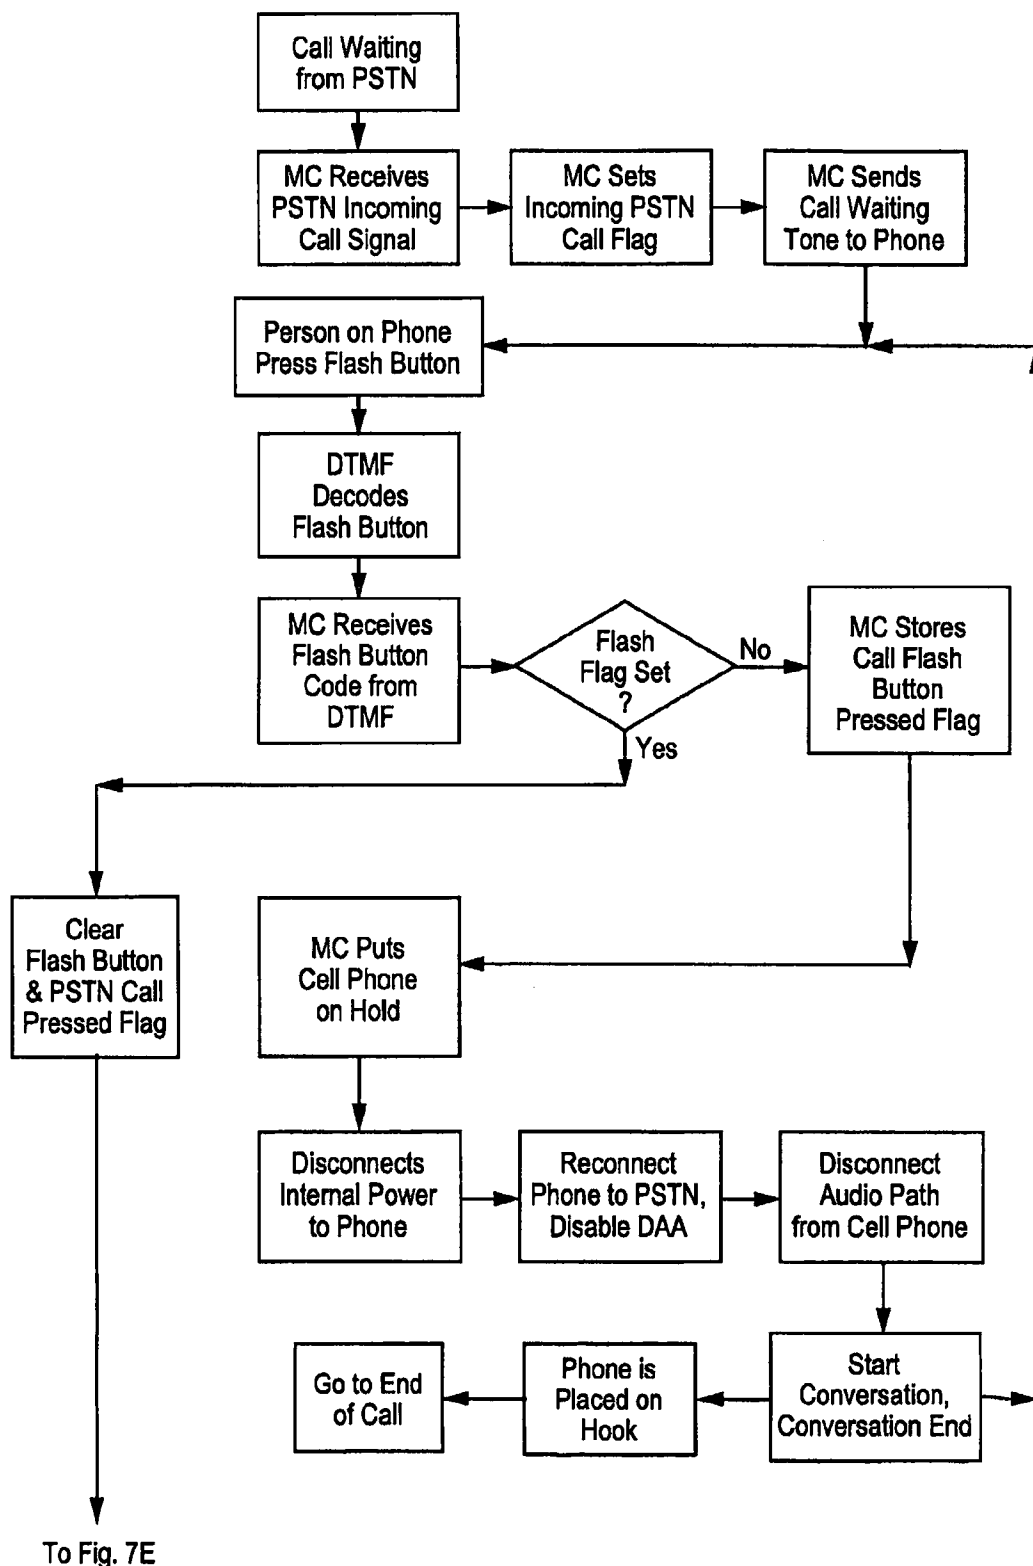 Call Waiting
from PSTN
MC Receives
PSTN Incoming
Call Signal
MC Sets
Incoming PSTN
Call Flag
MC Sends
Call Waiting
Tone to Phone
Person on Phone
Press Flash Button
DTMF
Decodes
Flash Button
MC Receives
Flash Button
Code from
DTMF
Flash
Flag Set
?
No
Yes
MC Stores
Call Flash
Button
Pressed Flag
Clear
Flash Button
& PSTN Call
Pressed Flag
MC Puts
Cell Phone
on Hold
Disconnects
Internal Power
to Phone
Reconnect
Phone to PSTN,
Disable DAA
Disconnect
Audio Path
from Cell Phone
Go to End
of Call
Phone is
Placed on
Hook
Start
Conversation,
Conversation End
To Fig. 7E